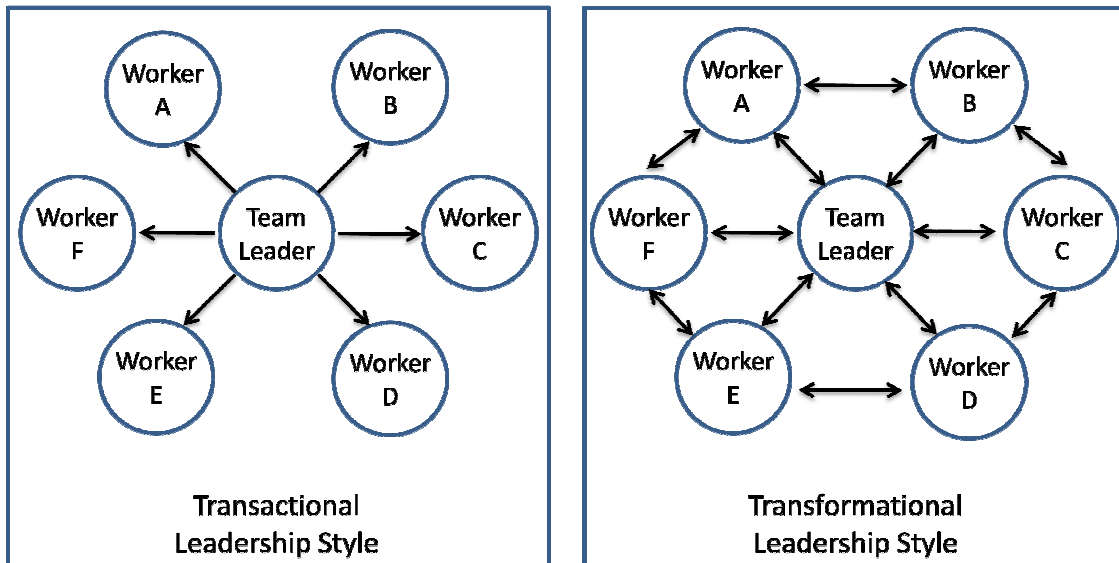 Worker
A
Worker
B
Worker
F
Team
Leader
Worker
C
Worker
E
Worker
D
Transactional
Leadership Style
Worker
A
Worker
B
Worker
F
Team
Leader
Worker
C
Worker
E
Worker
D
Transformational
Leadership Style